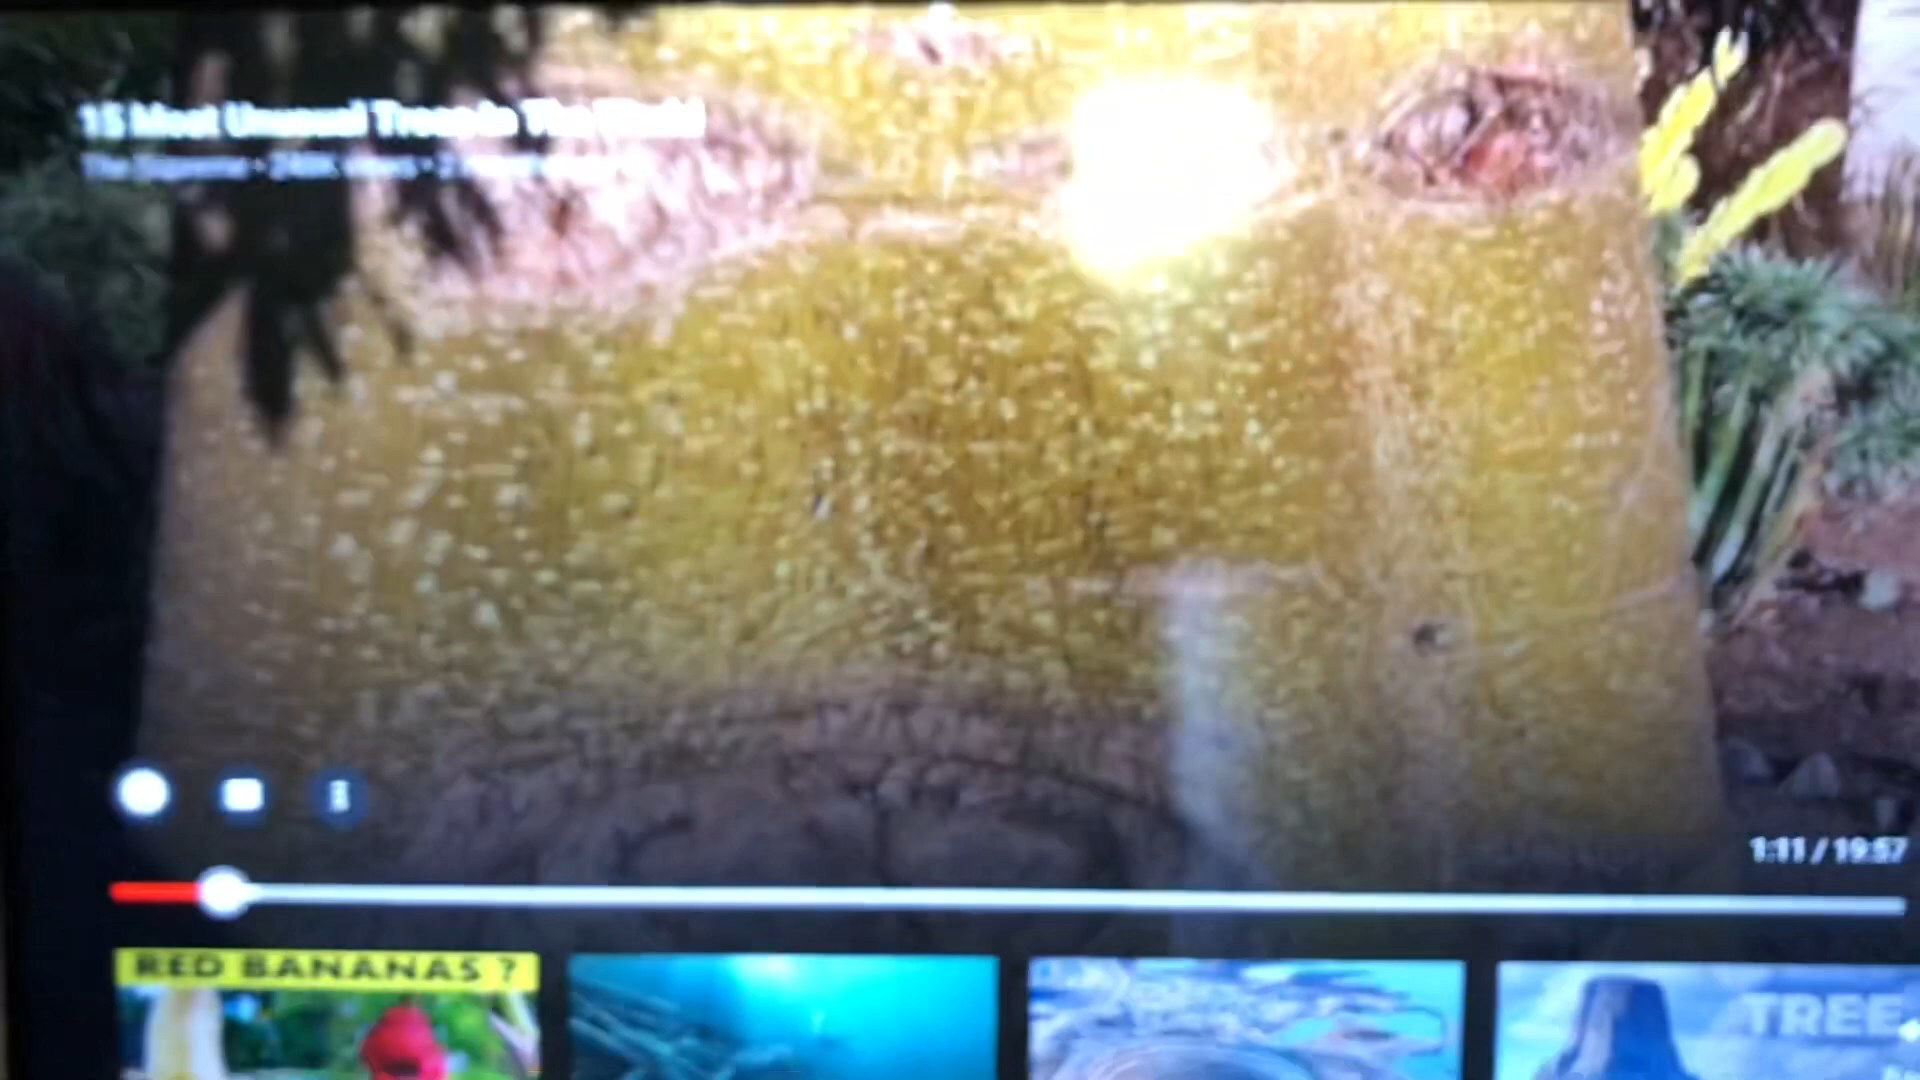 15 Most Unusual Trees In The World
1:11 / 19:57
RED BANANAS ?
TREE